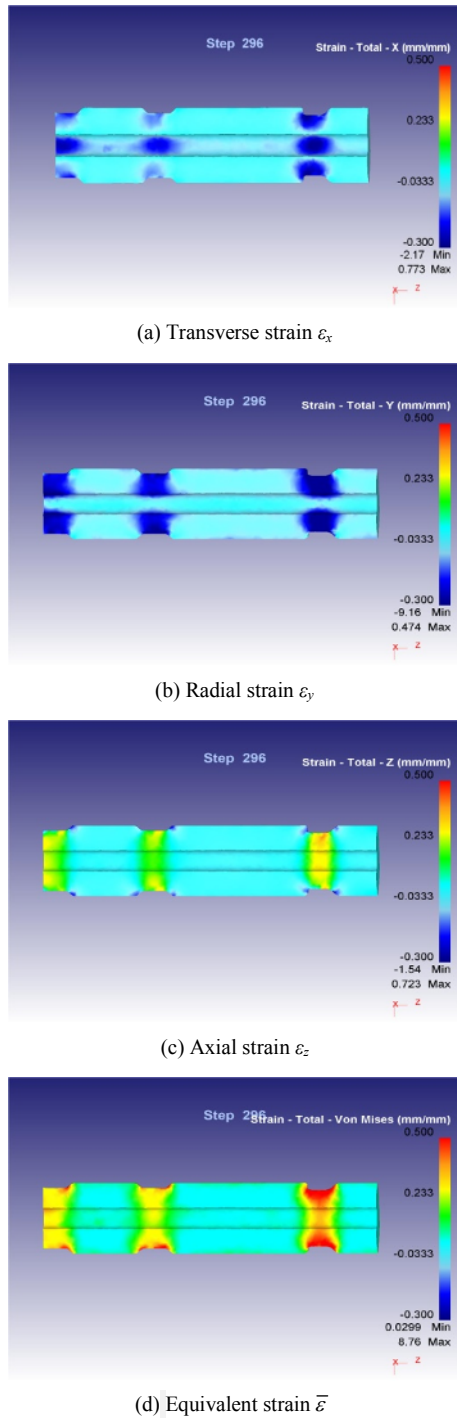 Step 296
Strain - Total - X (mm/mm)
0.500
0.233
-0.0333
-0.300
-2.17 Min
0.773 Max
x z
(a) Transverse strain εx
Step 296
Strain - Total - Y (mm/mm)
0.500
0.233
-0.0333
-0.300
-9.16 Min
0.474 Max
x z
(b) Radial strain εy
Step 296
Strain - Total - Z (mm/mm)
0.500
0.233
-0.0333
-0.300
-1.54 Min
0.723 Max
x z
(c) Axial strain εz
Step 296
Strain - Total - Von Mises (mm/mm)
0.500
0.233
-0.0333
-0.300
0.0299 Min
8.76 Max
x z
(d) Equivalent strain ε̅